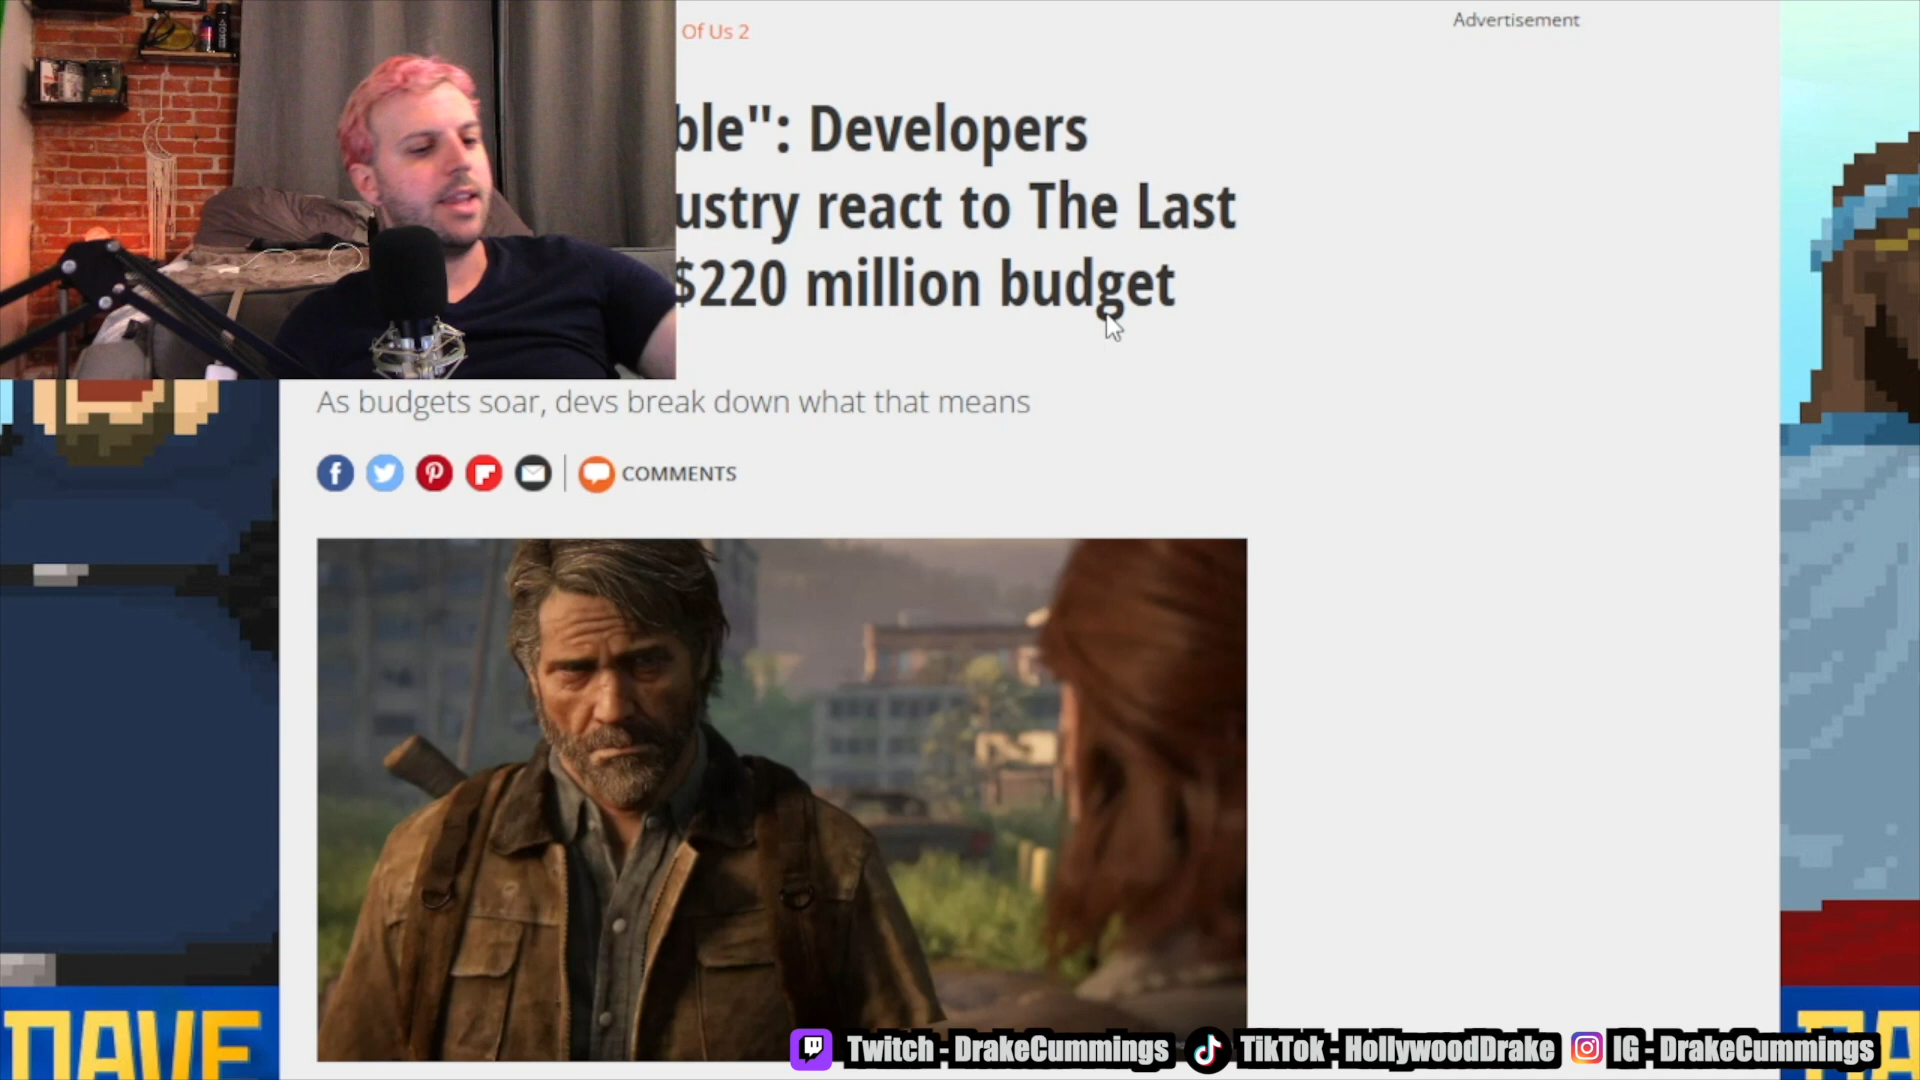 Of Us 2
Advertisement
ble": Developers
ustry react to The Last
$220 million budget
As budgets soar, devs break down what that means
COMMENTS
DAVE
DA
Twitch - DrakeCummings
TikTok - HollywoodDrake
IG - DrakeCummings